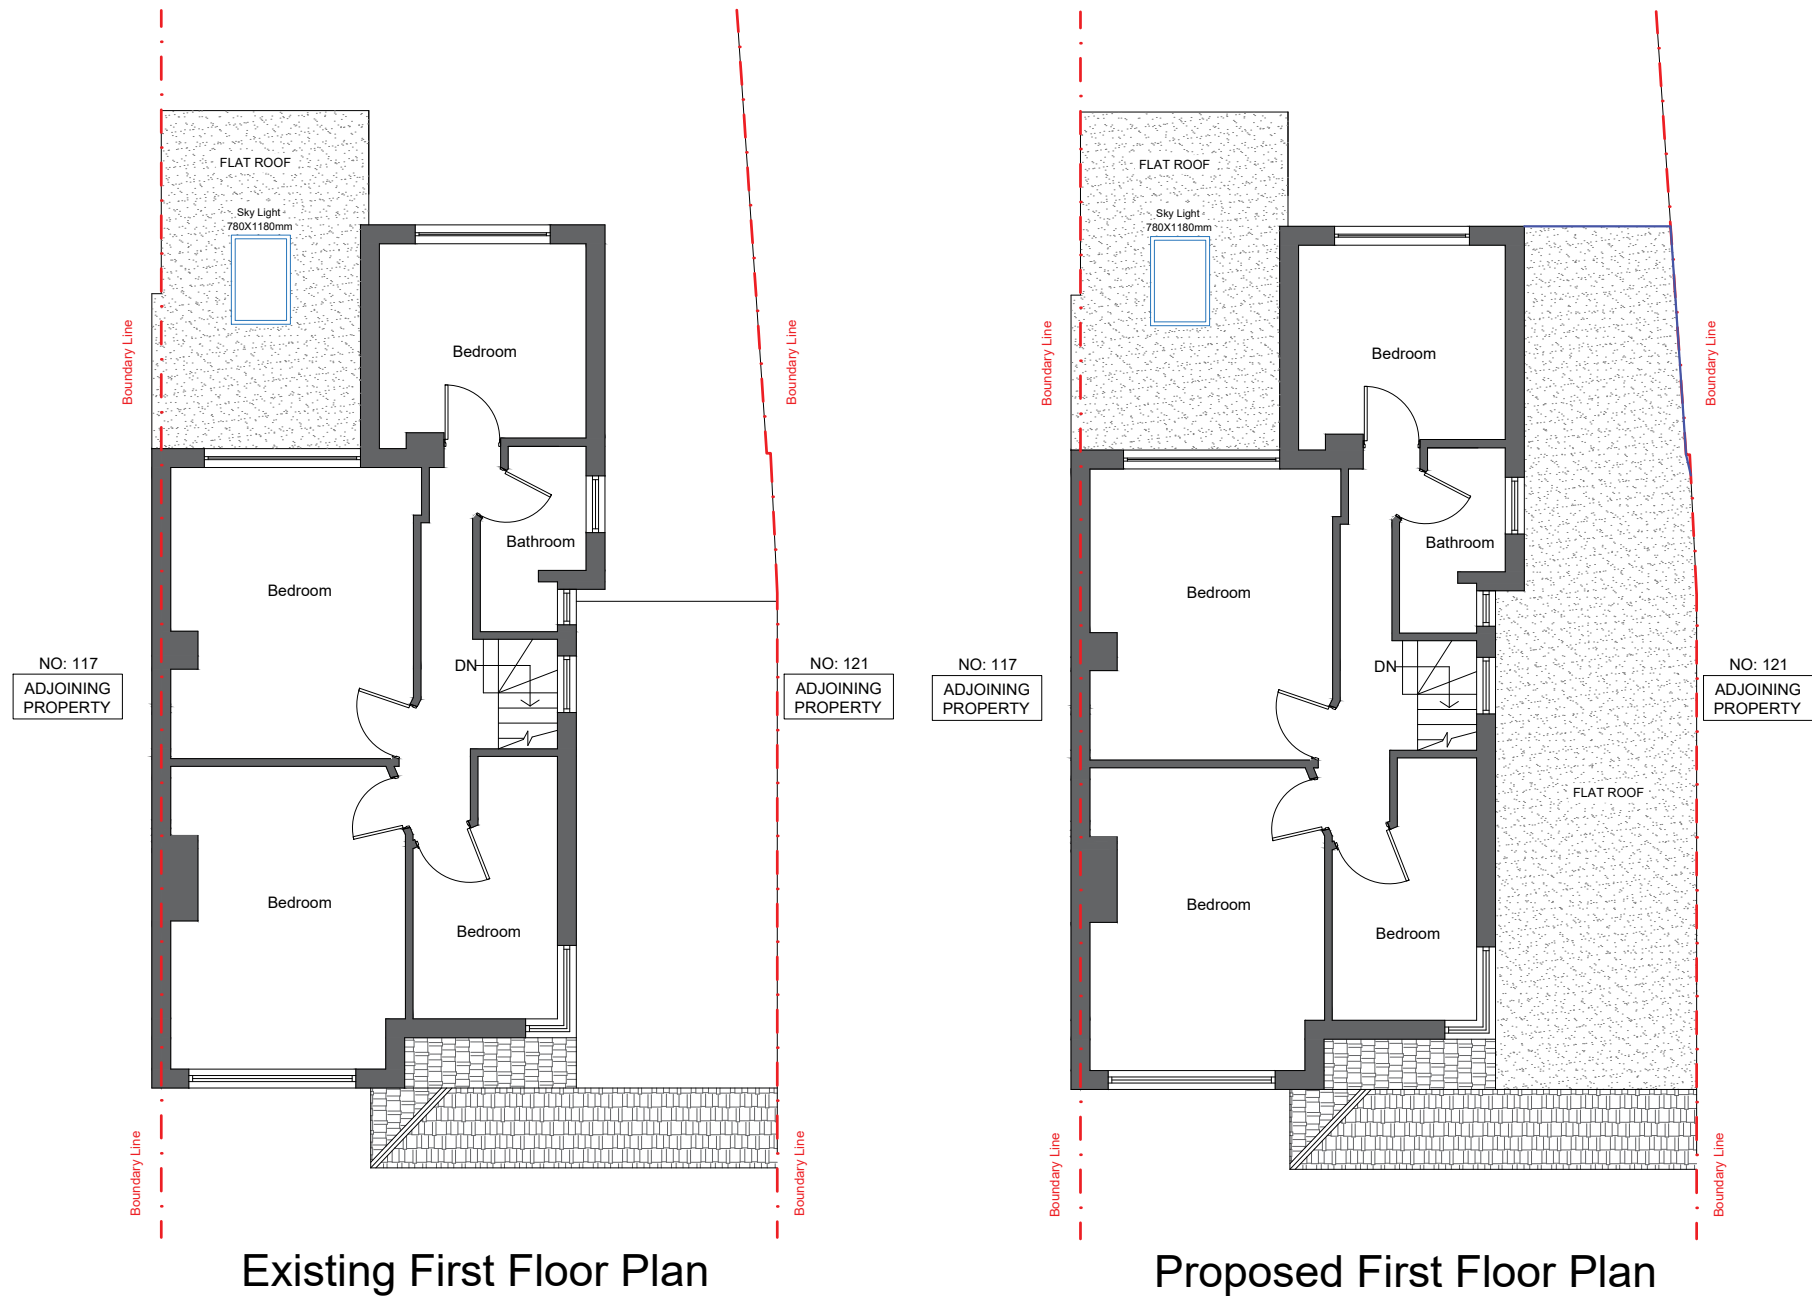 FLAT ROOF
Sky Light
780X1180mm
Boundary Line
Bedroom
Boundary Line
Bathroom
Bedroom
NO: 117
ADJOINING
PROPERTY
DN
NO: 121
ADJOINING
PROPERTY
Bedroom
Bedroom
Boundary Line
Boundary Line
Existing First Floor Plan
FLAT ROOF
Sky Light
780X1180mm
Boundary Line
Bedroom
Boundary Line
Bathroom
Bedroom
NO: 117
ADJOINING
PROPERTY
DN
NO: 121
ADJOINING
PROPERTY
FLAT ROOF
Bedroom
Bedroom
Boundary Line
Boundary Line
Proposed First Floor Plan